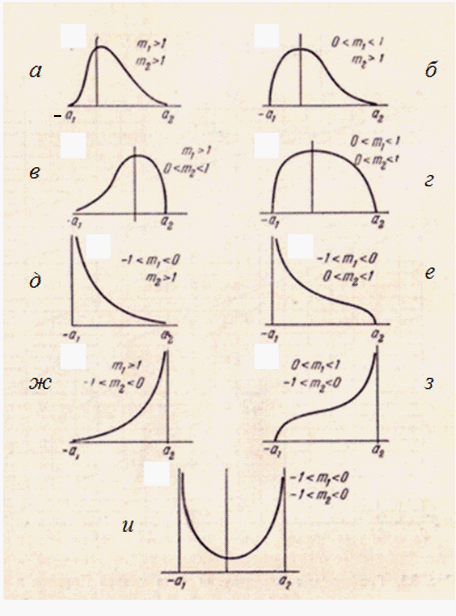 а
m₁>1
m₂>1
-a₁
a₂
б
0<m₁<1
m₂>1
-a₁
a₂
в
m₁>1
0<m₂<1
-a₁
a₂
г
0<m₁<1
0<m₂<1
-a₁
a₂
д
-1<m₁<0
m₂>1
-a₁
a₂
е
-1<m₁<0
0<m₂<1
-a₁
a₂
ж
m₁>1
-1<m₂<0
-a₁
a₂
з
0<m₁<1
-1<m₂<0
-a₁
a₂
и
-1<m₁<0
-1<m₂<0
-a₁
a₂